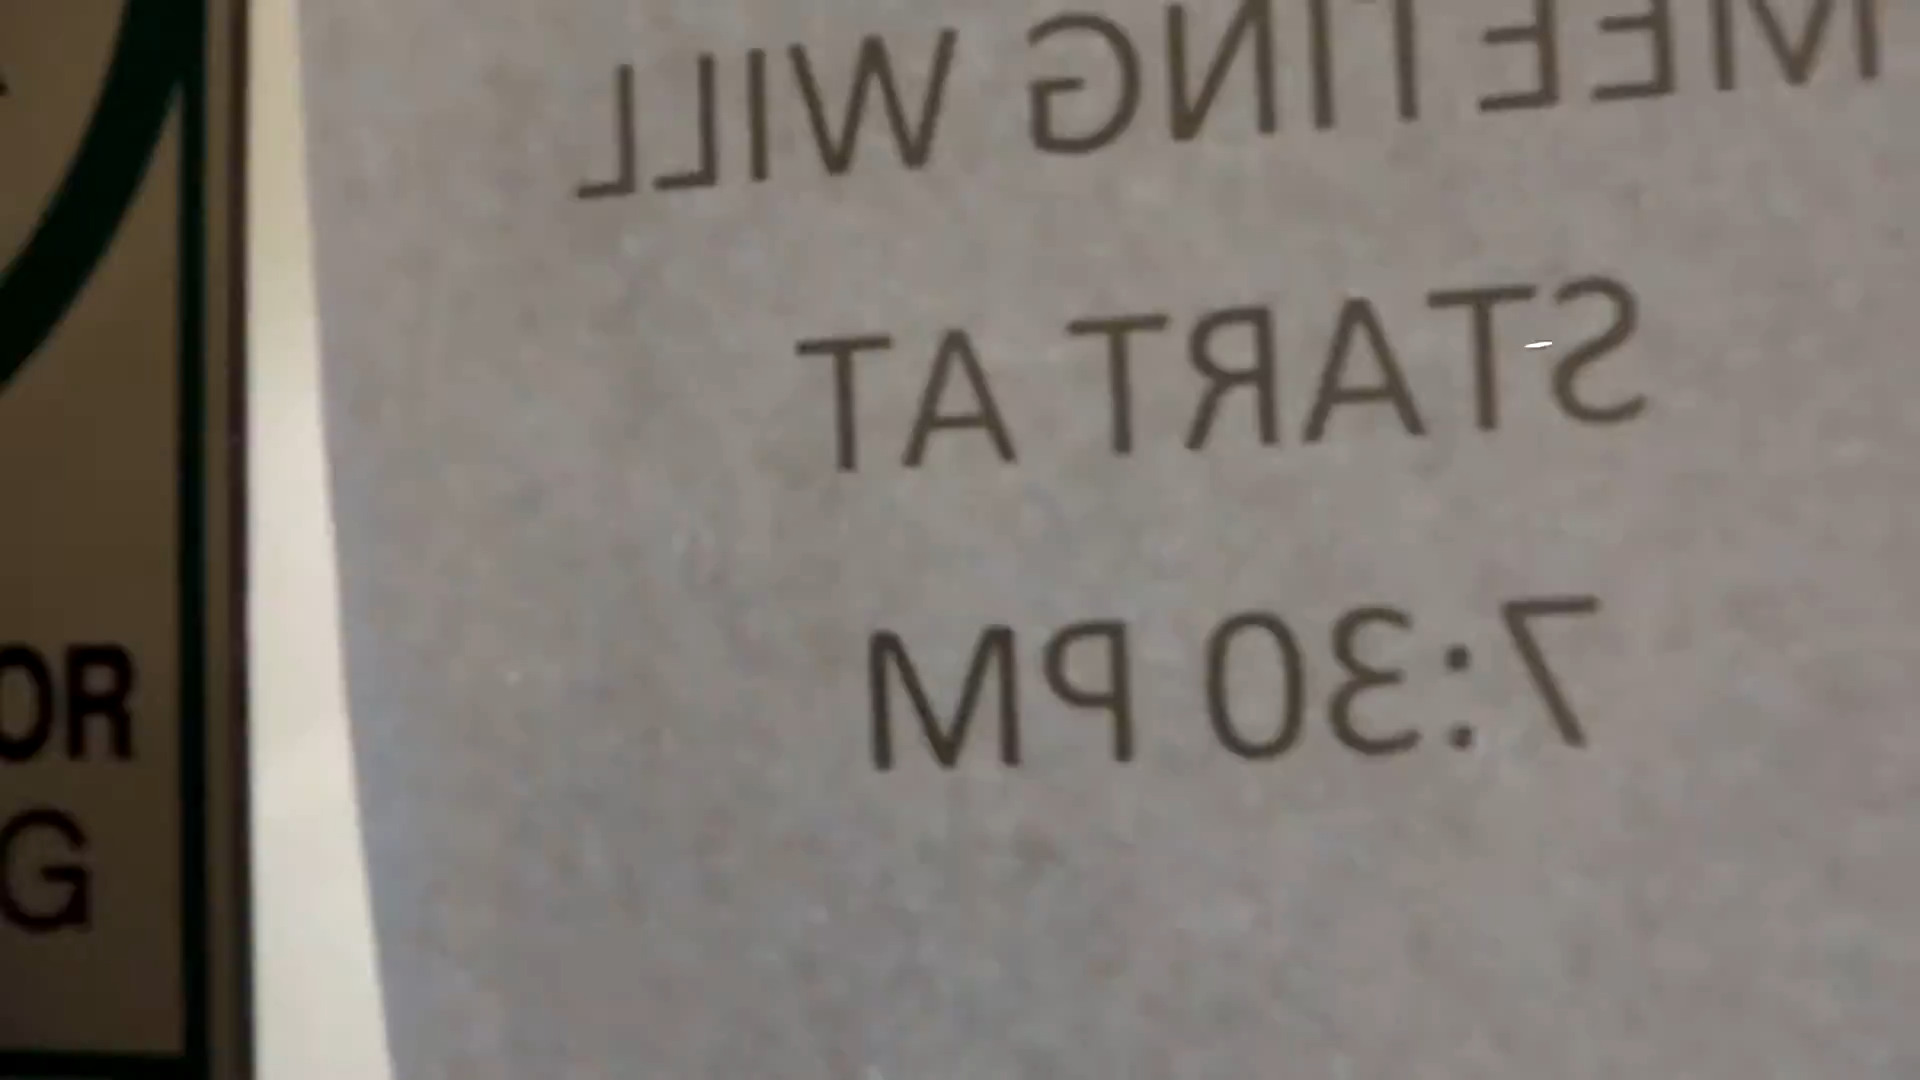 MEETING WILL
START AT
7:30 PM
OR
G